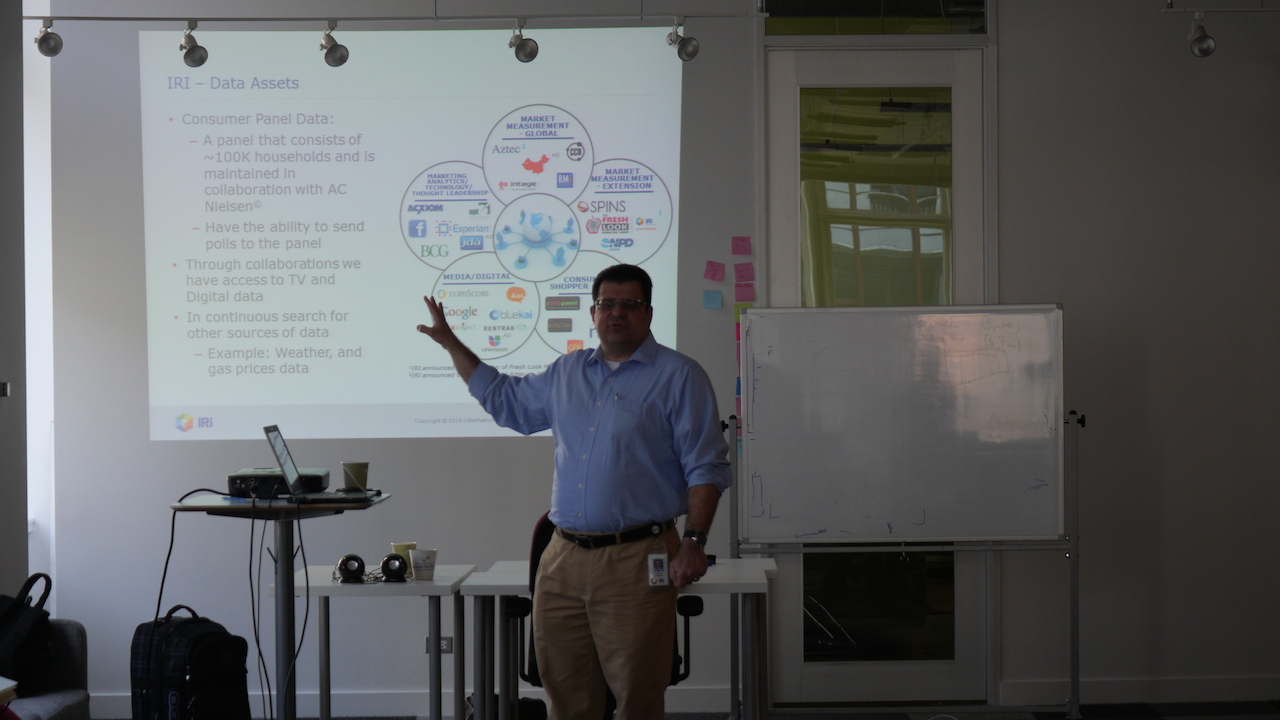 IRI – Data Assets
• Consumer Panel Data:
– A panel that consists of
~100K households and is
maintained in
collaboration with AC
Nielsen©
– Have the ability to send
polls to the panel
• Through collaborations we
have access to TV and
Digital data
• In continuous search for
other sources of data
– Example: Weather, and
gas prices data
MARKET
MEASUREMENT
- GLOBAL
Aztec
intage
MARKETING
ANALYTICS/
TECHNOLOGY/
THOUGHT LEADERSHIP
ACXIOM
f
Experian
jda
BCG
MARKET
MEASUREMENT
- EXTENSION
SPINS
FRESH
LOOK
NPD
MEDIA/DIGITAL
comScore
Aol
Google
bluekai
RENTRAK
SHOPPER
IRi